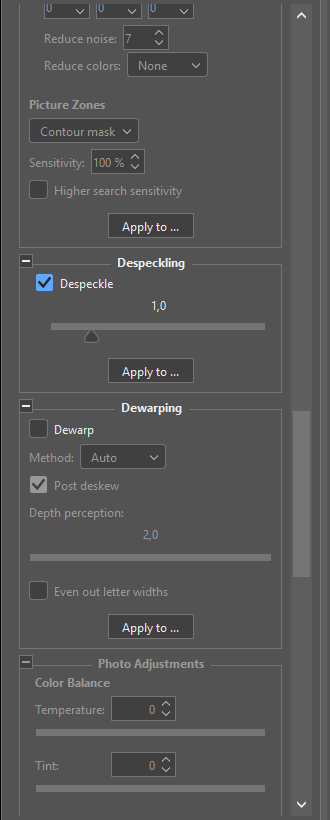 0 0 0
Reduce noise: 7
Reduce colors: None
Picture Zones
Contour mask
Sensitivity: 100 %
Higher search sensitivity
Apply to ...
Despeckling
Despeckle
1,0
Apply to ...
Dewarping
Dewarp
Method: Auto
Post deskew
Depth perception:
2,0
Even out letter widths
Apply to ...
Photo Adjustments
Color Balance
Temperature: 0
Tint: 0